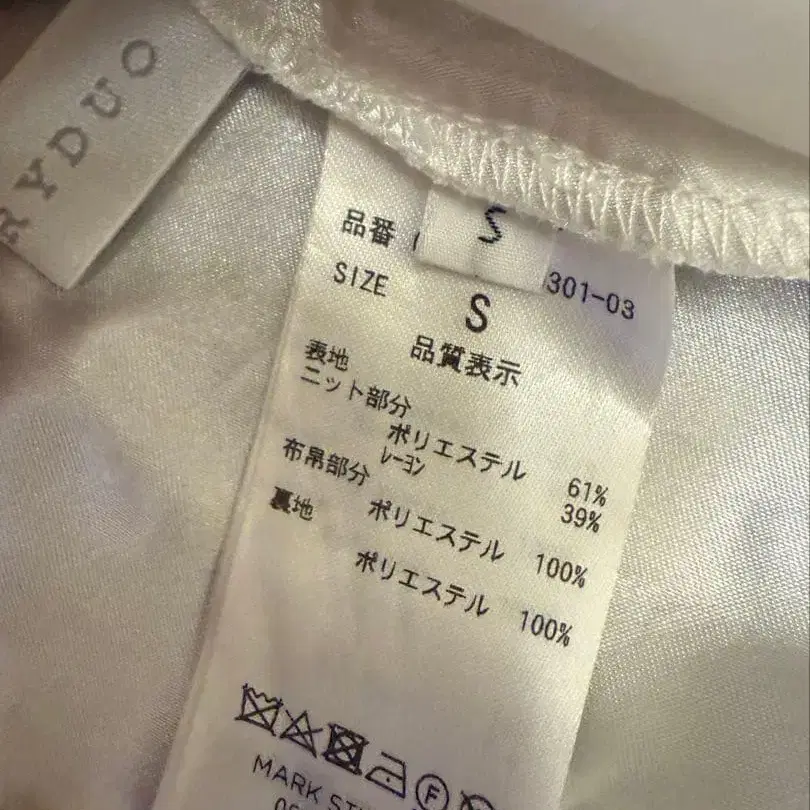 RYDUO
S
品番 301-03
SIZE S
品質表示
表地
ニット部分
ポリエステル 61%
レーヨン 39%
布帛部分
ポリエステル 100%
裏地
ポリエステル 100%
F
MARK